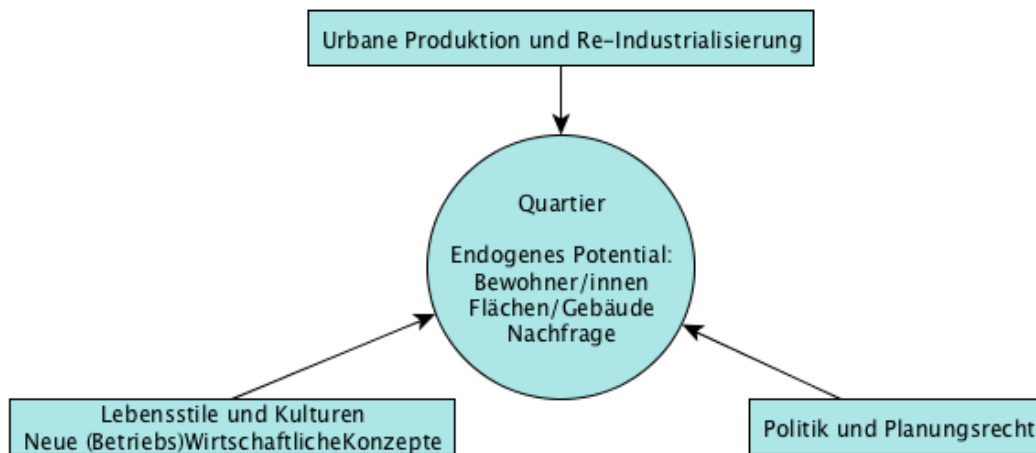 Urbane Produktion und Re-Industrialisierung
Quartier
Endogenes Potential:
Bewohner/innen
Flächen/Gebäude
Nachfrage
Lebensstile und Kulturen
Neue (Betriebs)WirtschaftlicheKonzepte
Politik und Planungsrecht